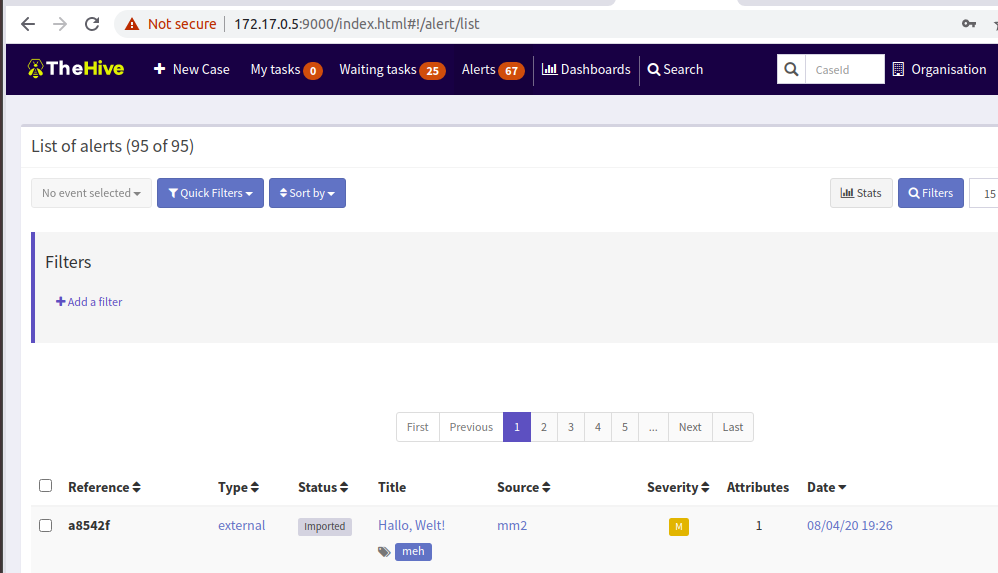 Not secure 172.17.0.5:9000/index.html#!/alert/list
TheHive New Case My tasks 0 Waiting tasks 25 Alerts 67 Dashboards Search CaseId Organisation
List of alerts (95 of 95)
No event selected Quick Filters Sort by Stats Filters 15
Filters
Add a filter
First Previous 1 2 3 4 5 ... Next Last
Reference Type Status Title Source Severity Attributes Date
a8542f external Imported Hallo, Welt! mm2 M 1 08/04/20 19:26
meh